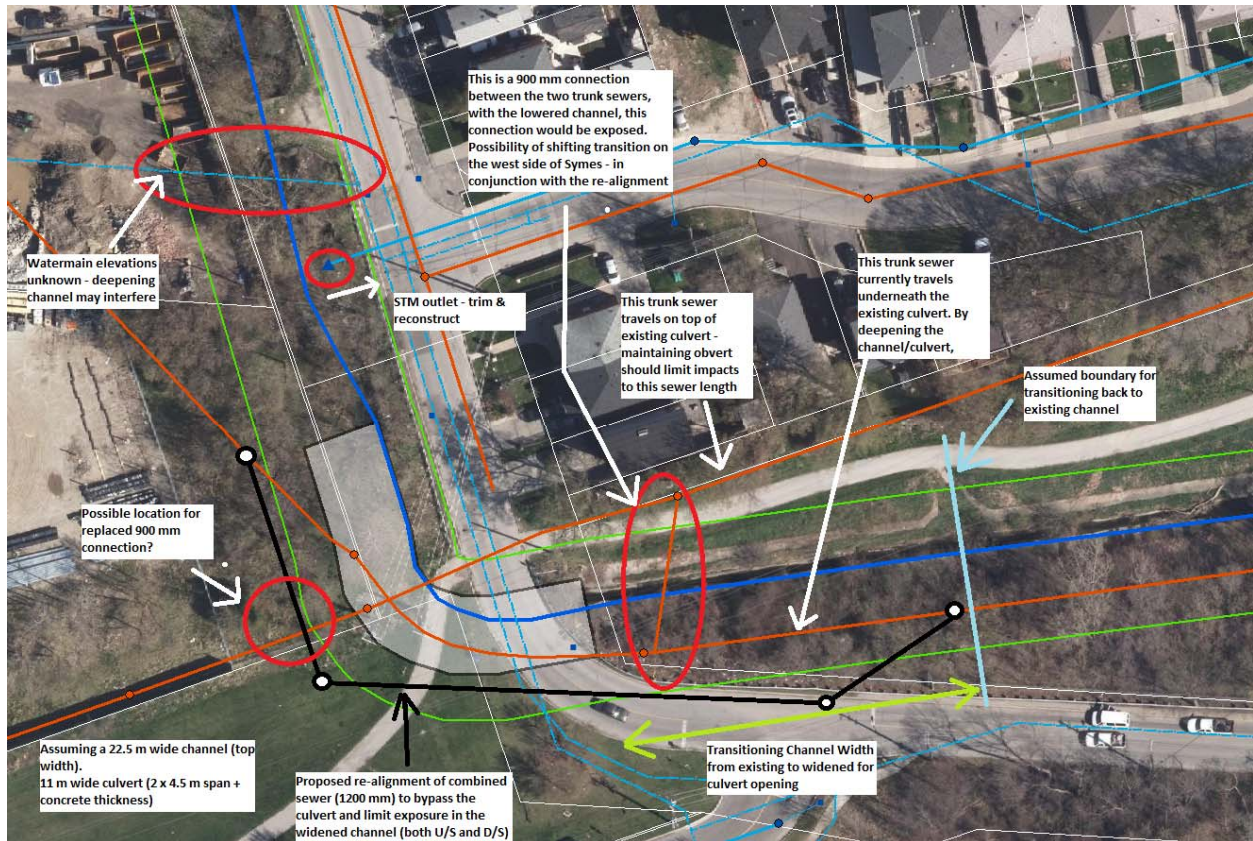 This is a 900 mm connection
between the two trunk sewers,
with the lowered channel, this
connection would be exposed.
Possibility of shifting transition on
the west side of Symes - in
conjunction with the re-alignment
Watermain elevations
unknown - deepening
channel may interfere
STM outlet - trim &
reconstruct
This trunk sewer
travels on top of
existing culvert -
maintaining obvert
should limit impacts
to this sewer length
This trunk sewer
currently travels
underneath the
existing culvert. By
deepening the
channel/culvert,
Assumed boundary for
transitioning back to
existing channel
Possible location for
replaced 900 mm
connection?
Assuming a 22.5 m wide channel (top
width).
11 m wide culvert (2 x 4.5 m span +
concrete thickness)
Proposed re-alignment of combined
sewer (1200 mm) to bypass the
culvert and limit exposure in the
widened channel (both U/S and D/S)
Transitioning Channel Width
from existing to widened for
culvert opening